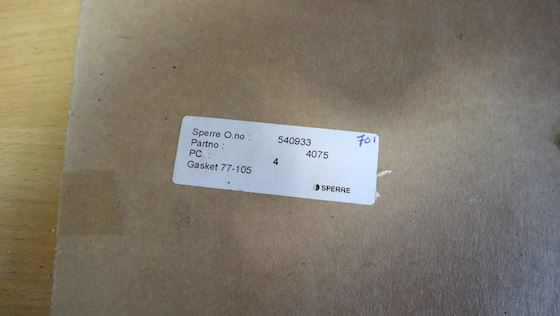 Sperre O.no : 540933
701
Partno : 4075
PC. : 4
Gasket 77-105
SPERRE